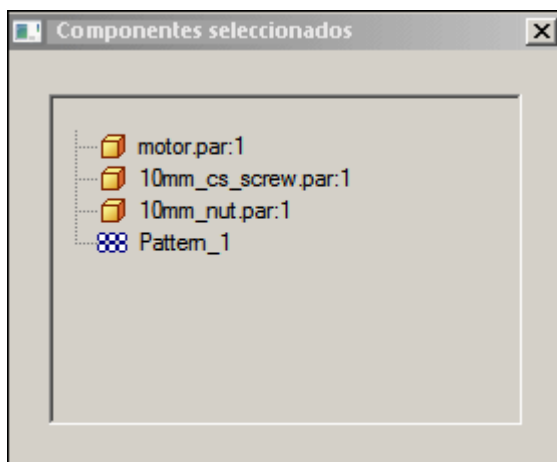 Componentes seleccionados
motor.par:1
10mm_cs_screw.par:1
10mm_nut.par:1
Pattern_1